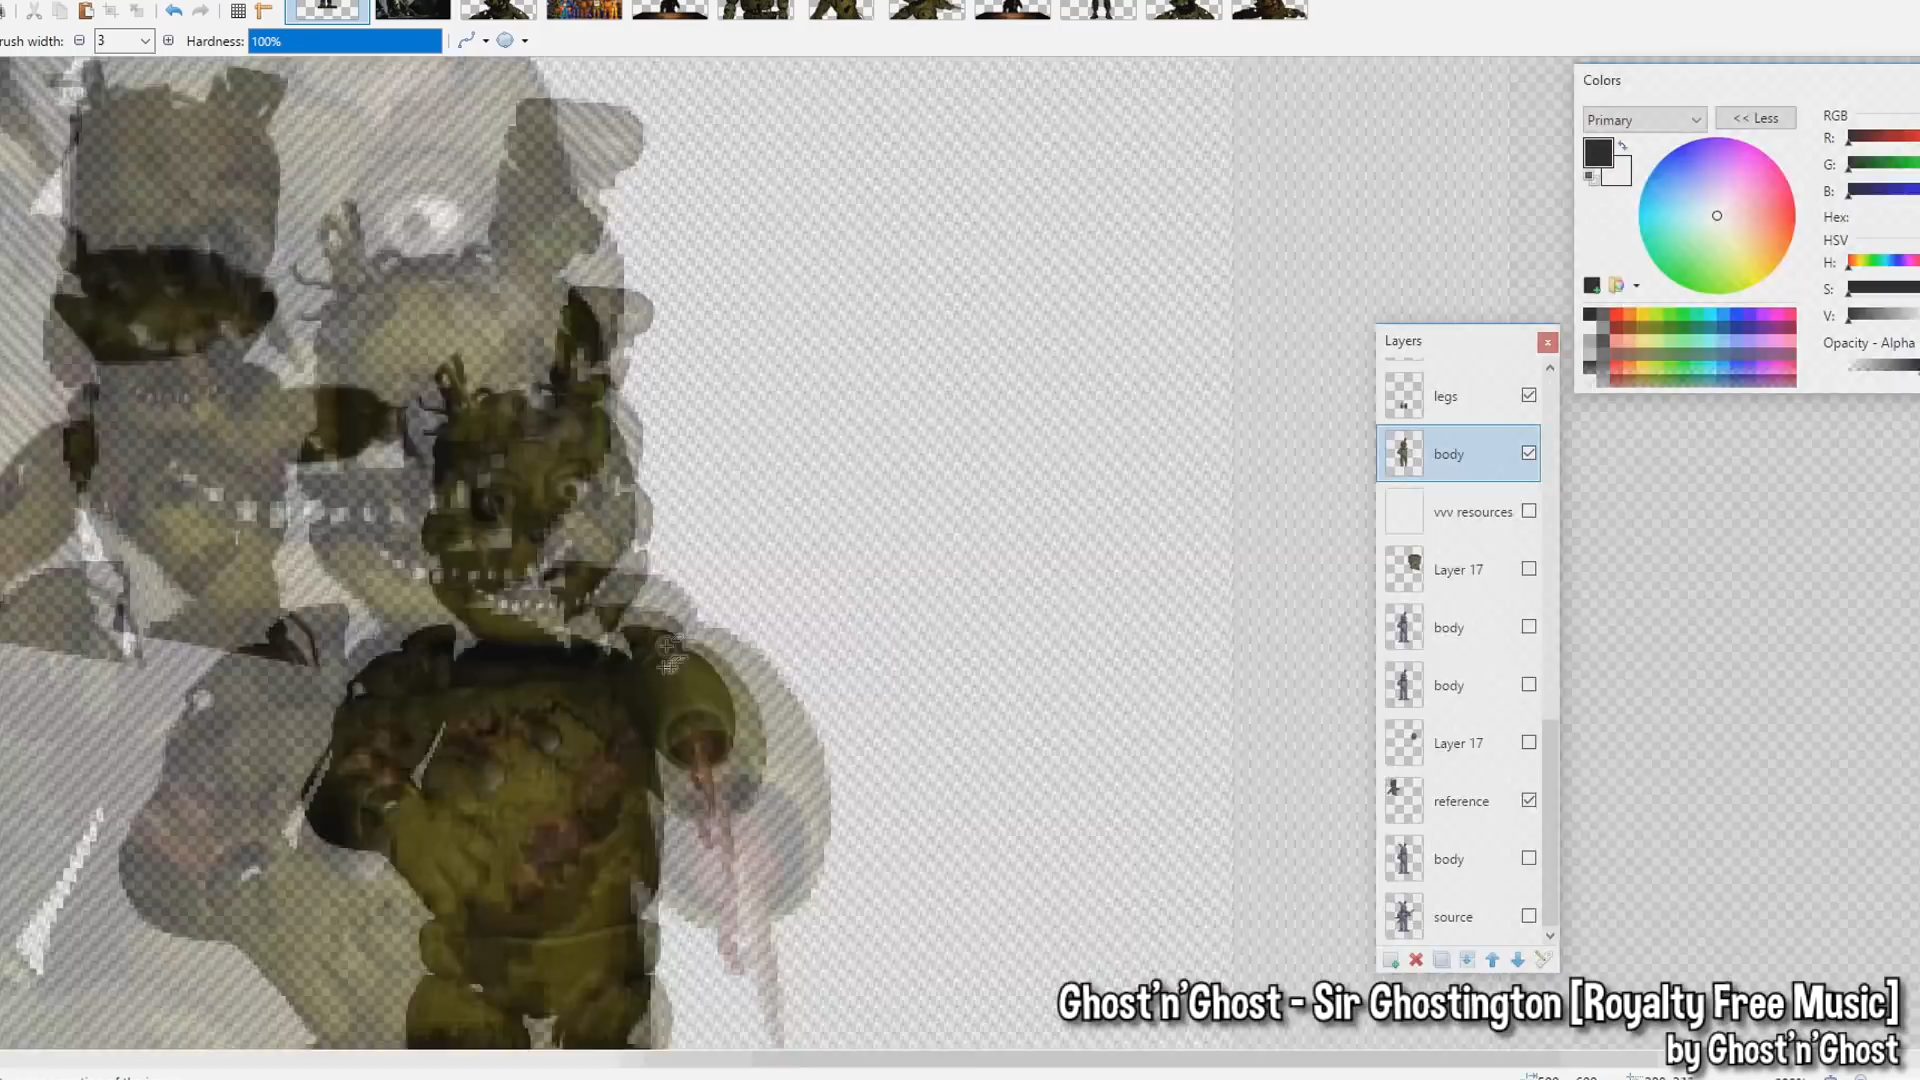 rush width:
3
Hardness:
100%
Colors
Primary
<< Less
RGB
R:
G:
B:
Hex:
HSV
H:
S:
V:
Opacity - Alpha
Layers
legs
body
vvv resources
Layer 17
body
body
Layer 17
reference
body
source
Ghost'n'Ghost - Sir Ghostington [Royalty Free Music]
by Ghost'n'Ghost